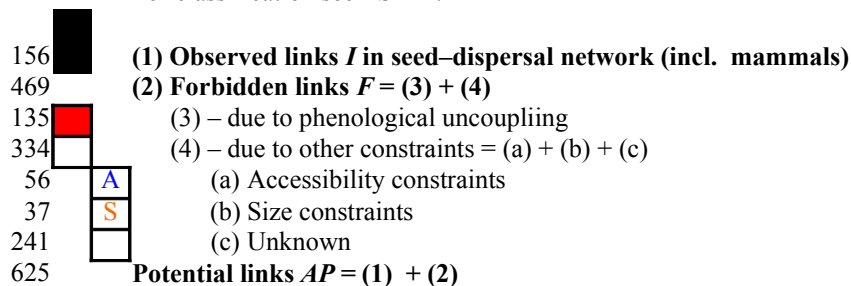 156 (1) Observed links I in seed–dispersal network (incl. mammals)
469 (2) Forbidden links F = (3) + (4)
135 (3) – due to phenological uncoupliing
334 (4) – due to other constraints = (a) + (b) + (c)
56 A (a) Accessibility constraints
37 S (b) Size constraints
241 (c) Unknown
625 Potential links AP = (1) + (2)